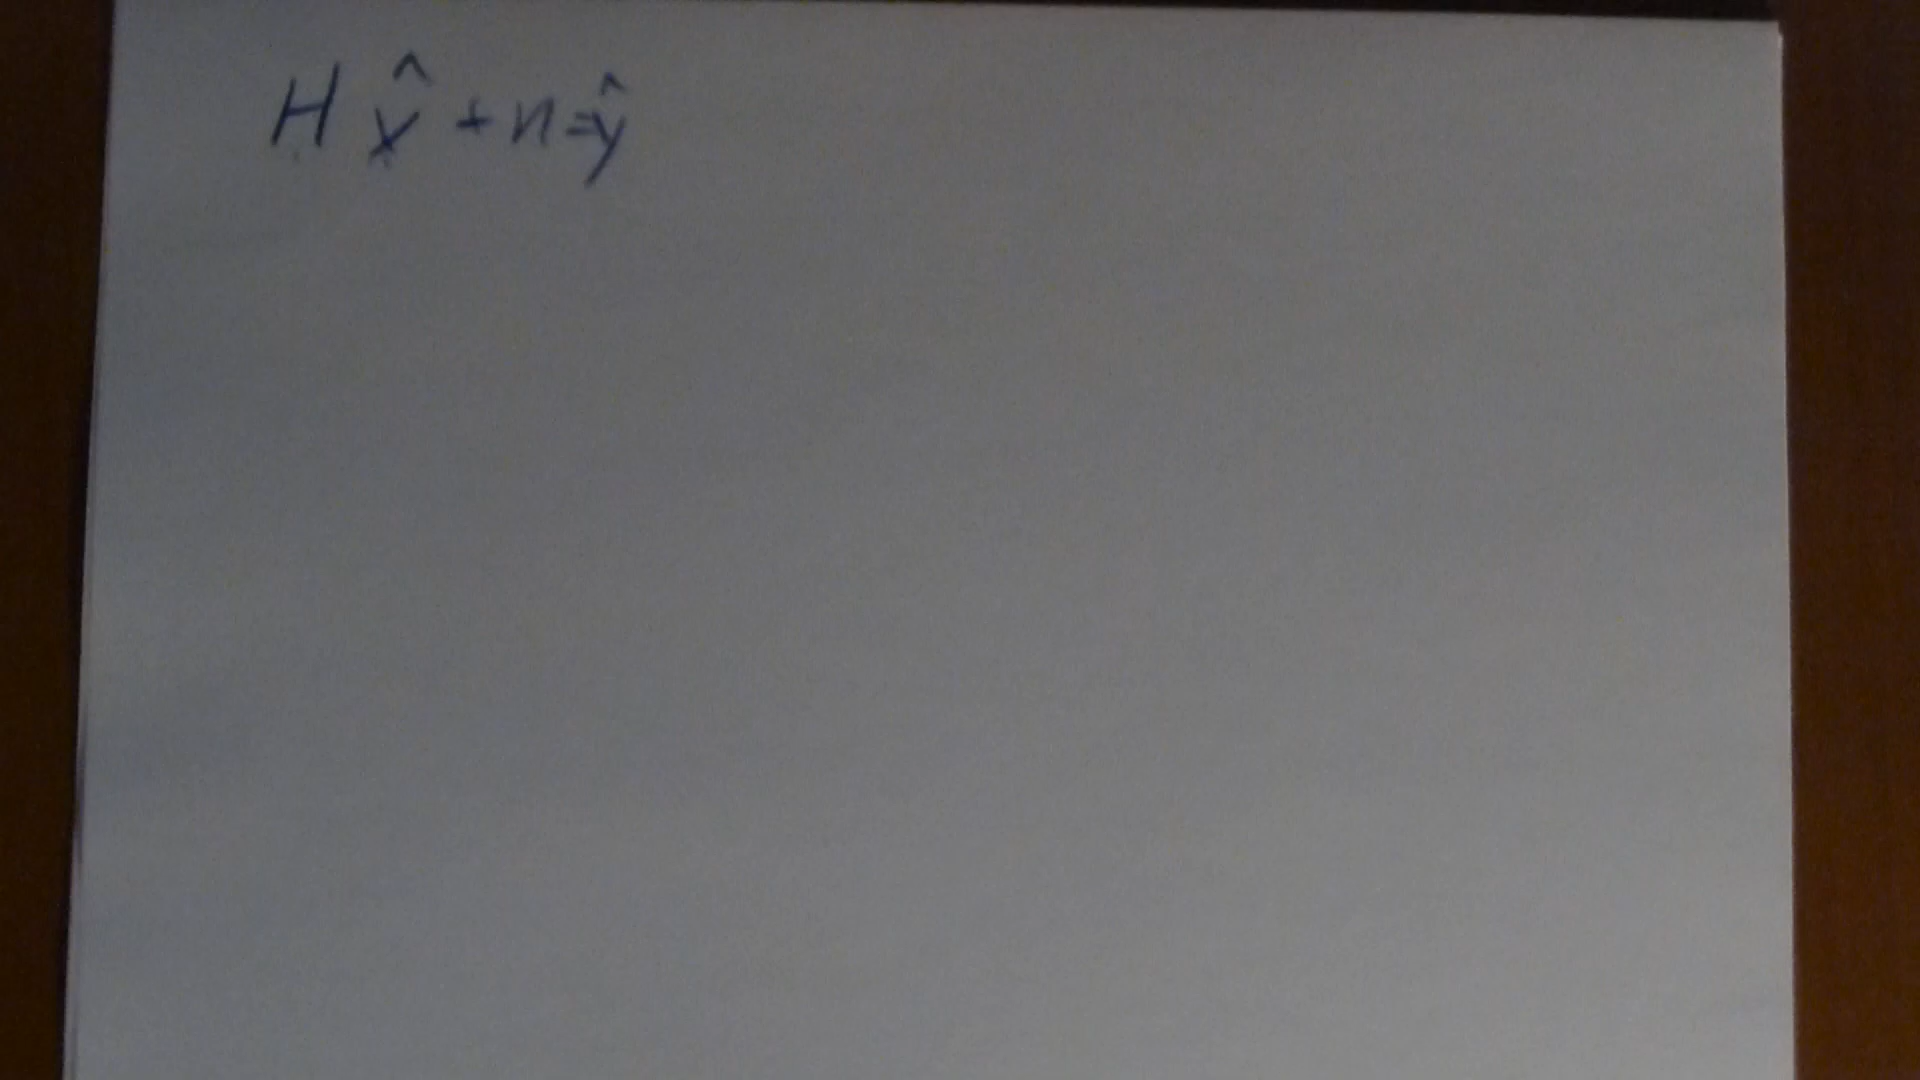 H x̂ + n = ŷ